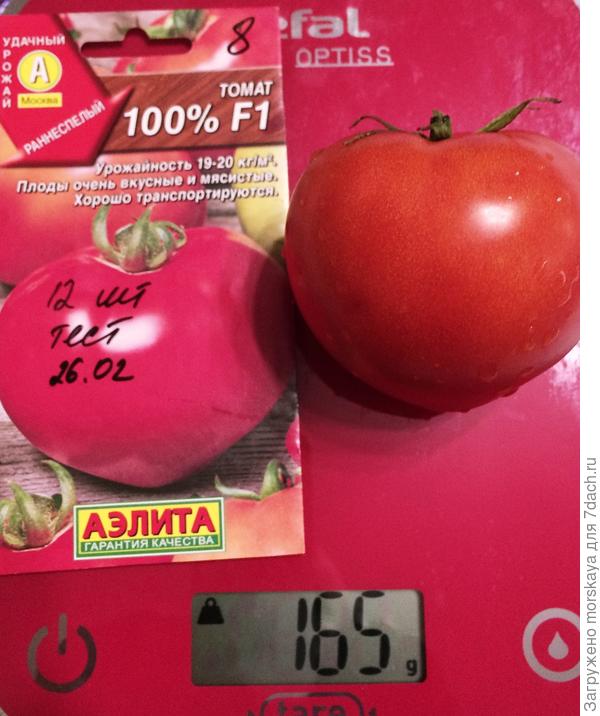 УДАЧНЫЙ
УРОЖАЙ
А
Москва
РАННЕСПЕЛЫЙ
8
ТОМАТ
100% F1
Урожайность 19-20 кг/м².
Плоды очень вкусные и мясистые.
Хорошо транспортируются.
12 шт
тест
26.02
АЭЛИТА
ГАРАНТИЯ КАЧЕСТВА
efal
OPTISS
165 g
tare
Загружено morskaya для 7dach.ru